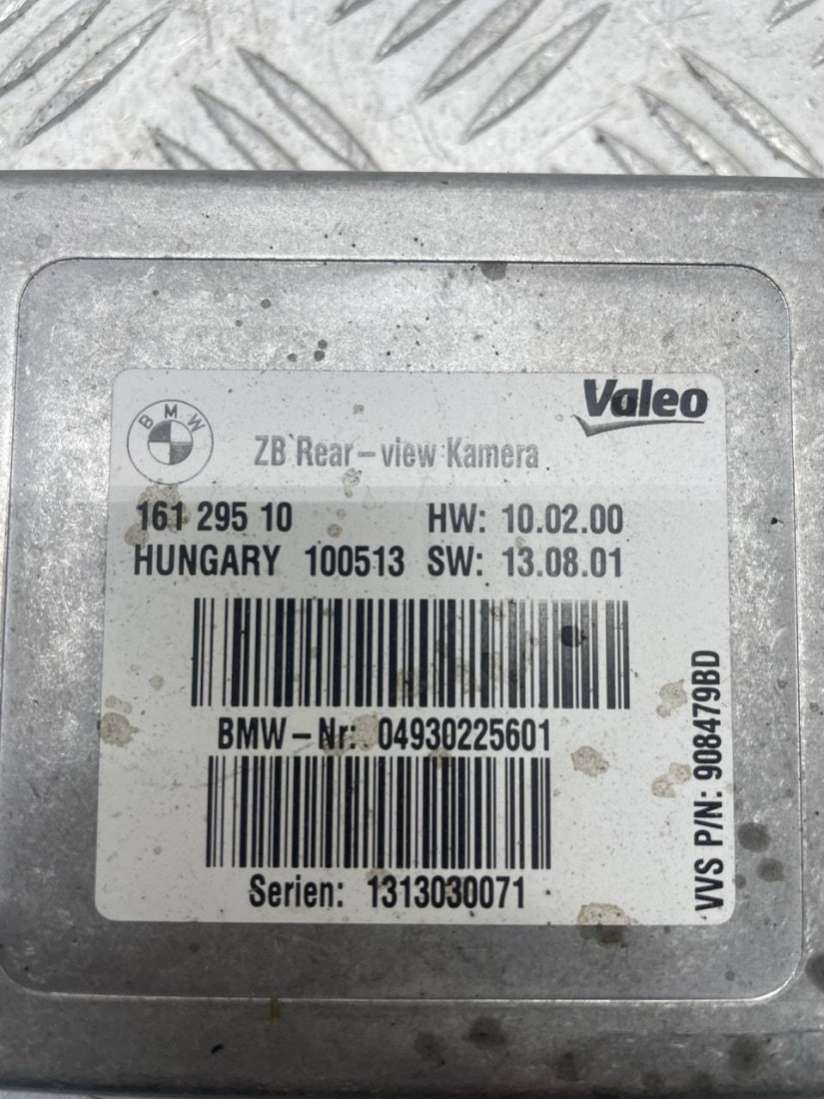 BMW
Valeo
ZB Rear-view Kamera
161 295 10 HW: 10.02.00
HUNGARY 100513 SW: 13.08.01
BMW-Nr: 04930225601
Serien: 1313030071
VVS P/N: 908479BD